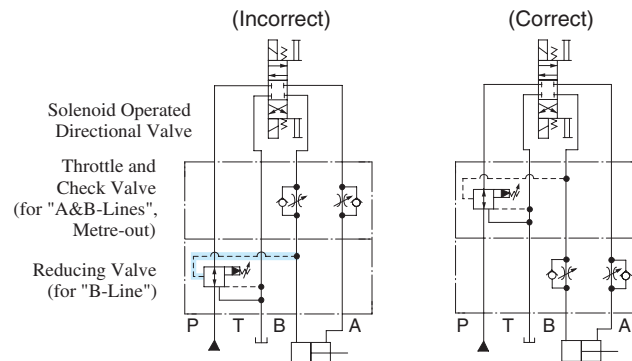 (Incorrect)
(Correct)
Solenoid Operated
Directional Valve
Throttle and
Check Valve
(for "A&B-Lines",
Metre-out)
Reducing Valve
(for "B-Line")
P T B A
P T B A